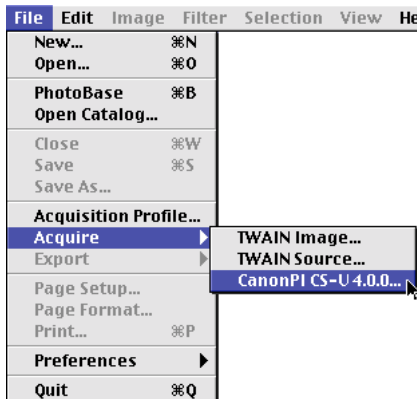 File Edit Image Filter Selection View He
New... ⌘N
Open... ⌘O
PhotoBase ⌘B
Open Catalog...
Close ⌘W
Save ⌘S
Save As...
Acquisition Profile...
Acquire
TWAIN Image...
Export
TWAIN Source...
CanonPI CS-U 4.0.0...
Page Setup...
Page Format...
Print... ⌘P
Preferences
Quit ⌘Q